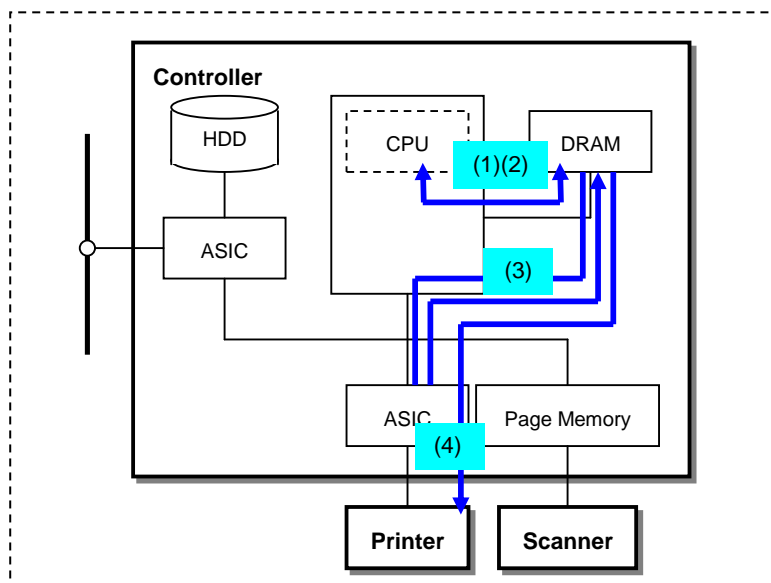 Controller
HDD
CPU
(1)(2)
DRAM
ASIC
(3)
ASIC
Page Memory
(4)
Printer
Scanner